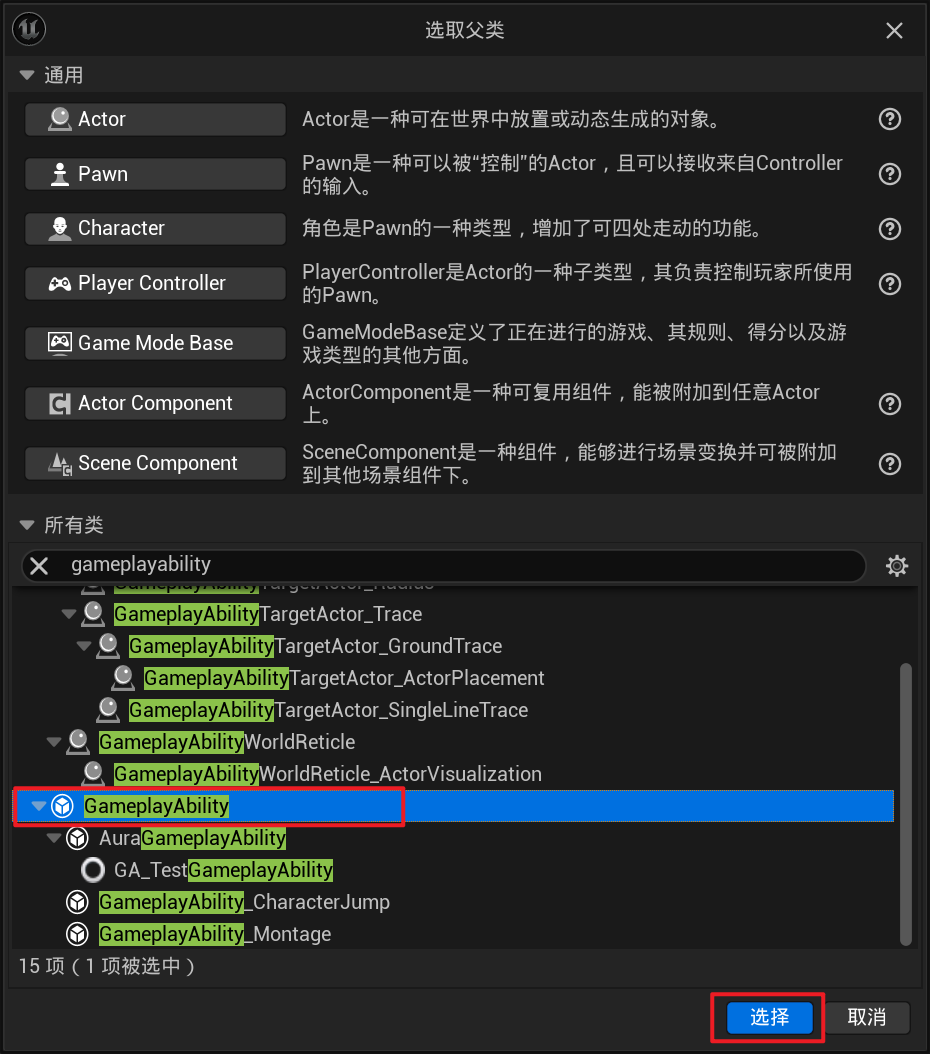 选取父类
通用
Actor
Actor是一种可在世界中放置或动态生成的对象。
Pawn
Pawn是一种可以被“控制”的Actor，且可以接收来自Controller
的输入。
Character
角色是Pawn的一种类型，增加了可四处走动的功能。
Player Controller
PlayerController是Actor的一种子类型，其负责控制玩家所使用
的Pawn。
Game Mode Base
GameModeBase定义了正在进行的游戏、其规则、得分以及游
戏类型的其他方面。
Actor Component
ActorComponent是一种可复用组件，能被附加到任意Actor
上。
Scene Component
SceneComponent是一种组件，能够进行场景变换并可被附加
到其他场景组件下。
所有类
gameplayability
GameplayAbilityTargetActor_Radius
GameplayAbilityTargetActor_Trace
GameplayAbilityTargetActor_GroundTrace
GameplayAbilityTargetActor_ActorPlacement
GameplayAbilityTargetActor_SingleLineTrace
GameplayAbilityWorldReticle
GameplayAbilityWorldReticle_ActorVisualization
GameplayAbility
AuraGameplayAbility
GA_TestGameplayAbility
GameplayAbility_CharacterJump
GameplayAbility_Montage
15 项（1 项被选中）
选择
取消